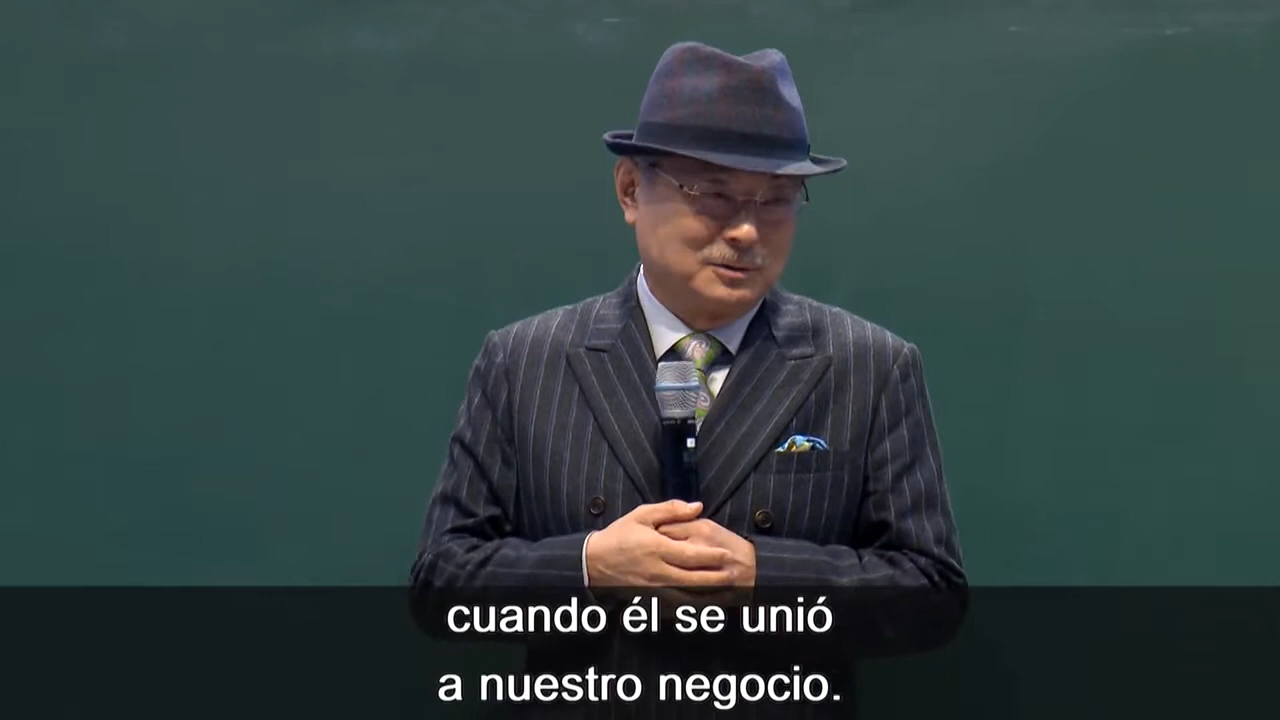 cuando él se unió
a nuestro negocio.